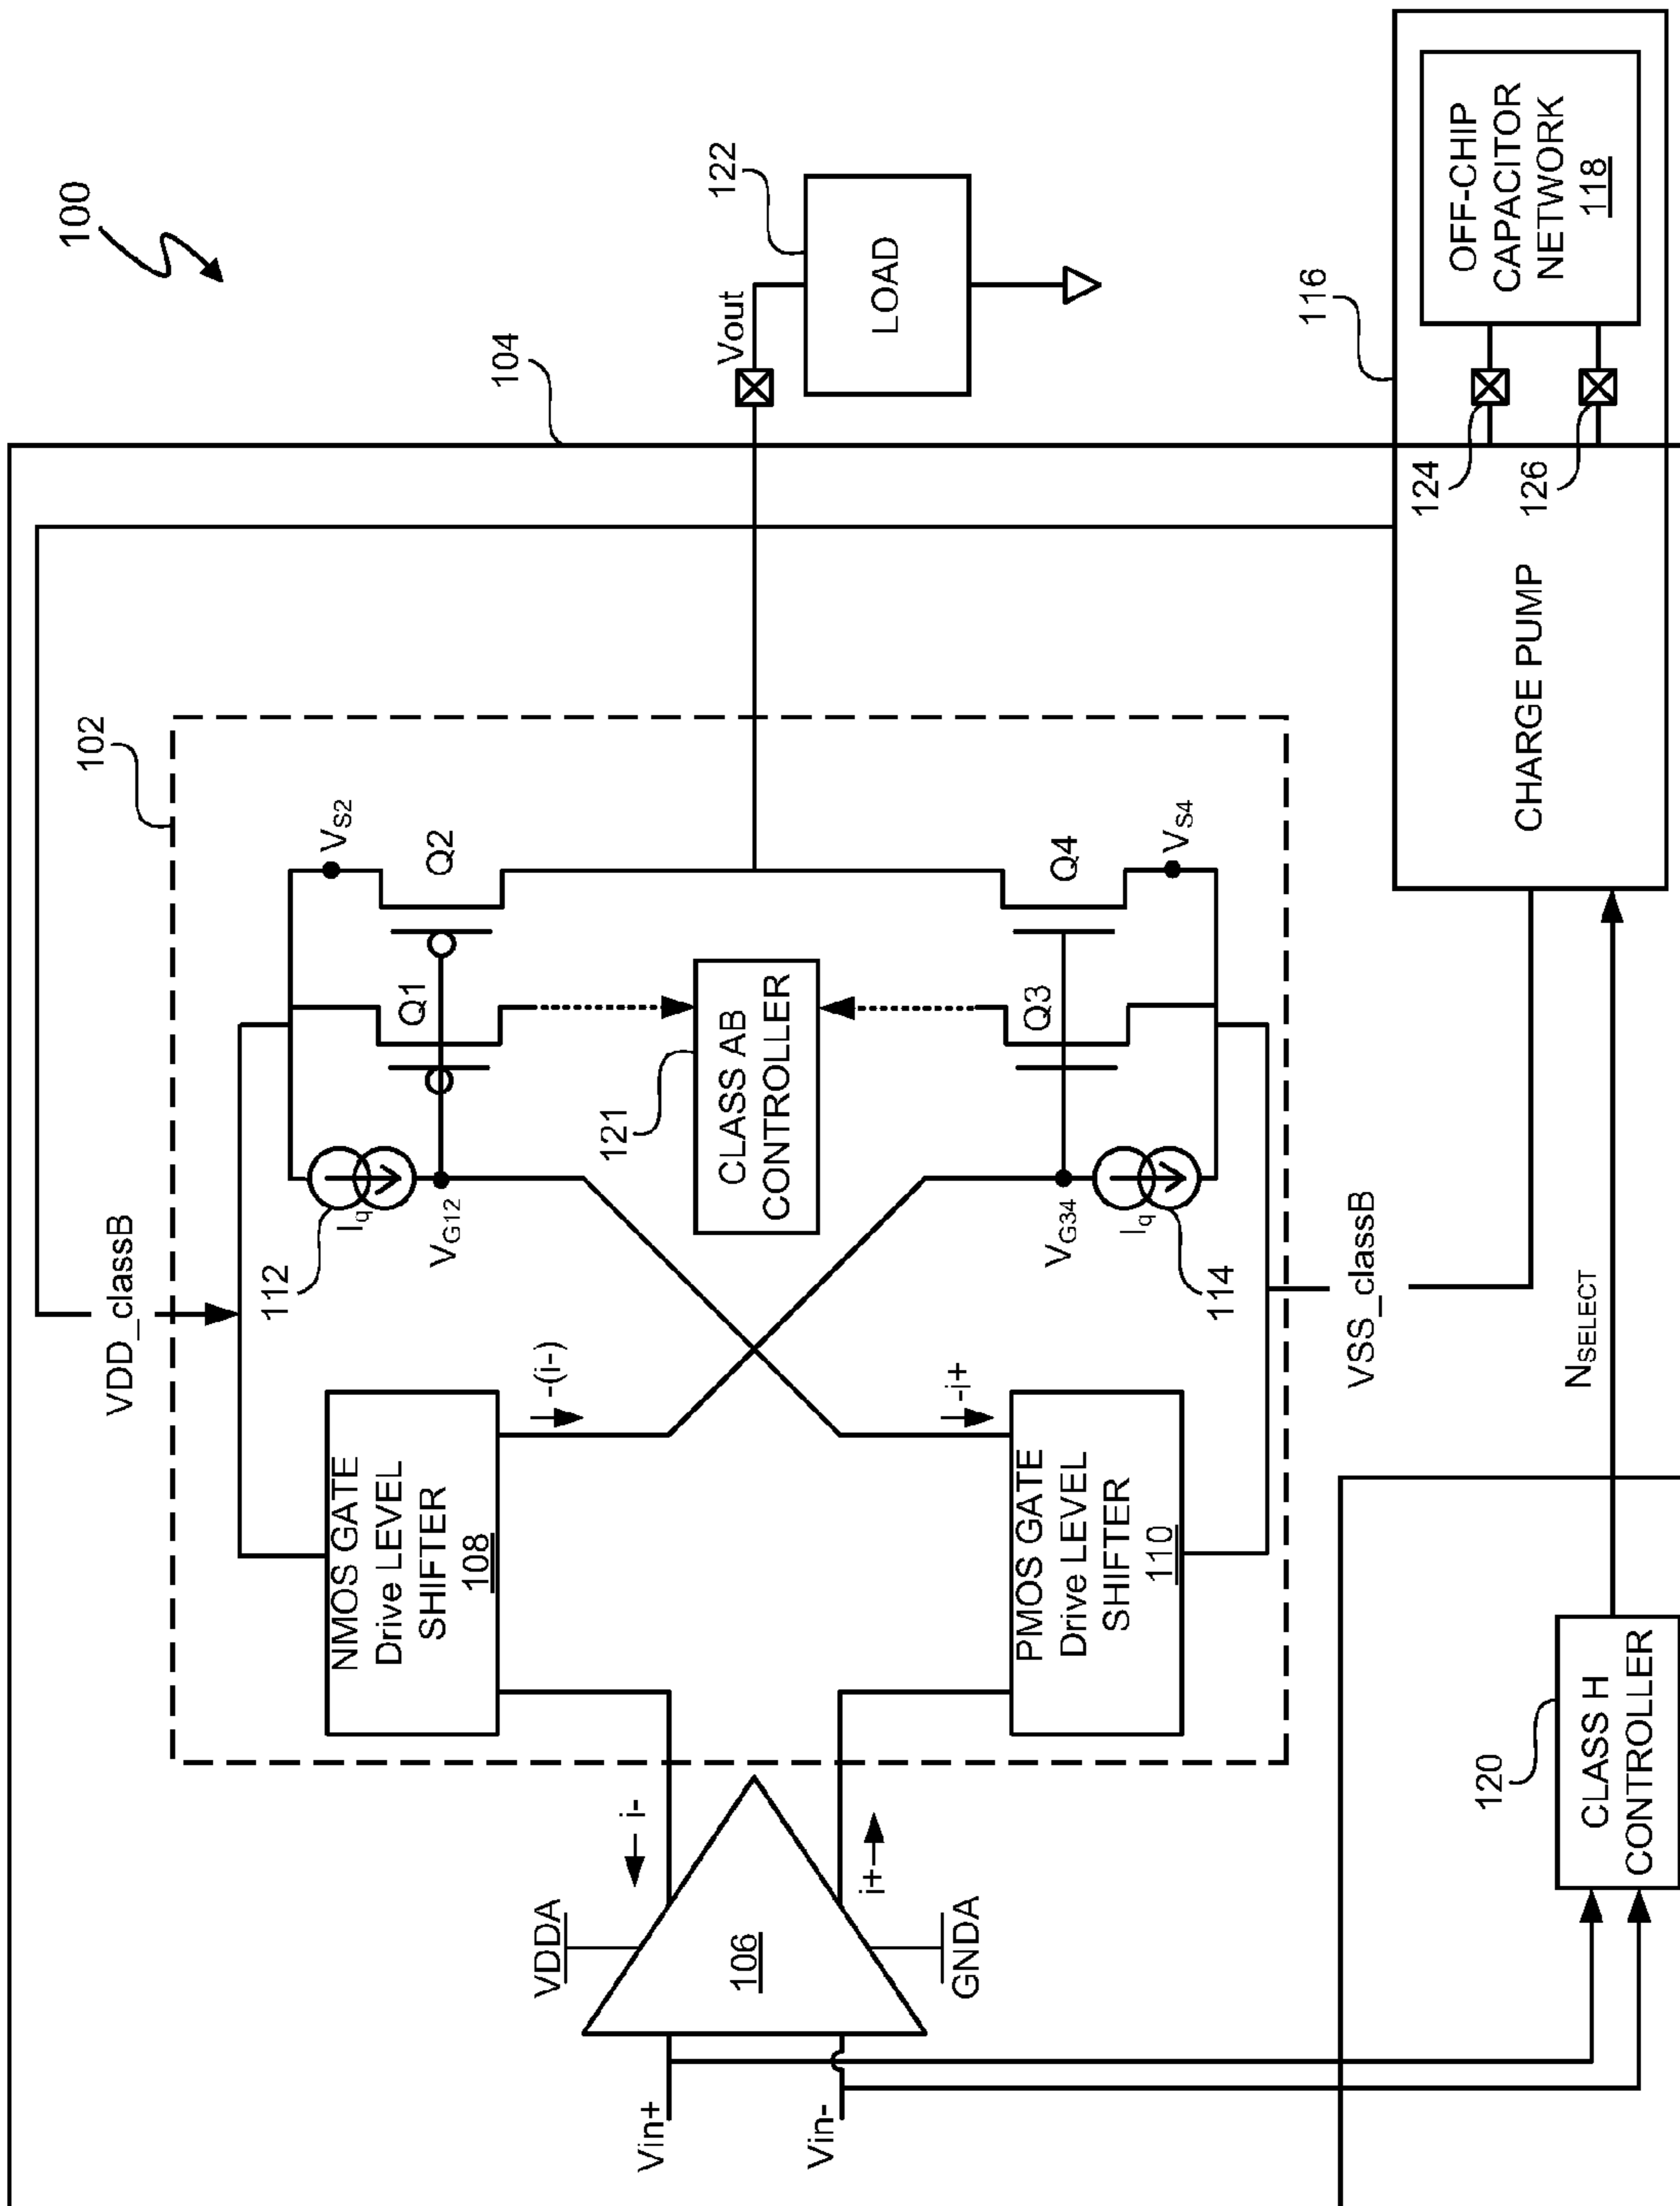 100
104
102
VDD_classB
VDDA
i-
106
i+
GNDA
Vin+
Vin-
NMOS GATE
Drive LEVEL
SHIFTER
108
-(i-)
PMOS GATE
Drive LEVEL
SHIFTER
110
-i+
112
Iq
VG12
Q1
Q2
VS2
121
CLASS AB
CONTROLLER
VG34
Iq
114
Q3
Q4
VS4
VSS_classB
Vout
122
LOAD
NSELECT
120
CLASS H
CONTROLLER
CHARGE PUMP
116
124
126
OFF-CHIP
CAPACITOR
NETWORK
118